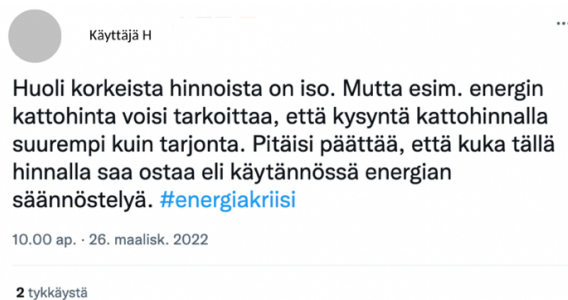 Käyttäjä H
Huoli korkeista hinnoista on iso. Mutta esim. energin
kattohinta voisi tarkoittaa, että kysyntä kattohinnalla
suurempi kuin tarjonta. Pitäisi päättää, että kuka tällä
hinnalla saa ostaa eli käytännössä energian
säännöstelyä. #energiakriisi
10.00 ap. · 26. maalisk. 2022
2 tykkäystä